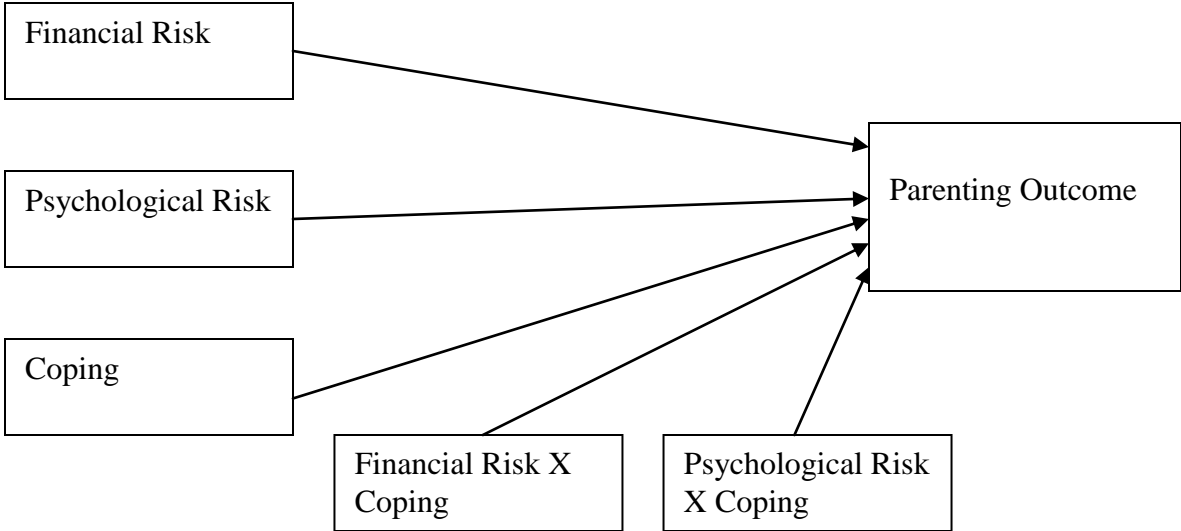 Financial Risk
Psychological Risk
Parenting Outcome
Coping
Financial Risk X
Coping
Psychological Risk
X Coping